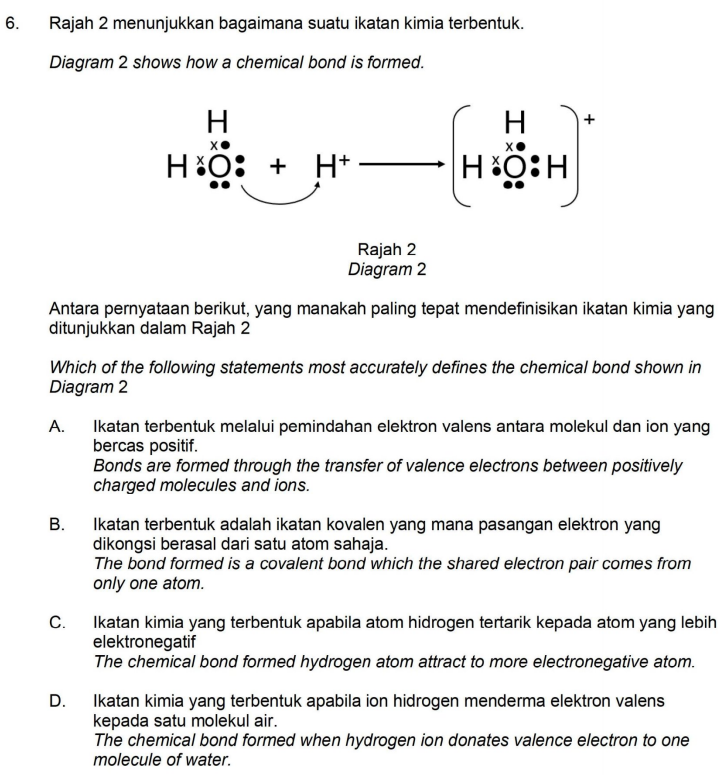 6. Rajah 2 menunjukkan bagaimana suatu ikatan kimia terbentuk.
Diagram 2 shows how a chemical bond is formed.
H H +
H O + H+ H O H
Rajah 2
Diagram 2
Antara pernyataan berikut, yang manakah paling tepat mendefinisikan ikatan kimia yang
ditunjukkan dalam Rajah 2
Which of the following statements most accurately defines the chemical bond shown in
Diagram 2
A. Ikatan terbentuk melalui pemindahan elektron valens antara molekul dan ion yang
bercas positif.
Bonds are formed through the transfer of valence electrons between positively
charged molecules and ions.
B. Ikatan terbentuk adalah ikatan kovalen yang mana pasangan elektron yang
dikongsi berasal dari satu atom sahaja.
The bond formed is a covalent bond which the shared electron pair comes from
only one atom.
C. Ikatan kimia yang terbentuk apabila atom hidrogen tertarik kepada atom yang lebih
elektronegatif
The chemical bond formed hydrogen atom attract to more electronegative atom.
D. Ikatan kimia yang terbentuk apabila ion hidrogen menderma elektron valens
kepada satu molekul air.
The chemical bond formed when hydrogen ion donates valence electron to one
molecule of water.